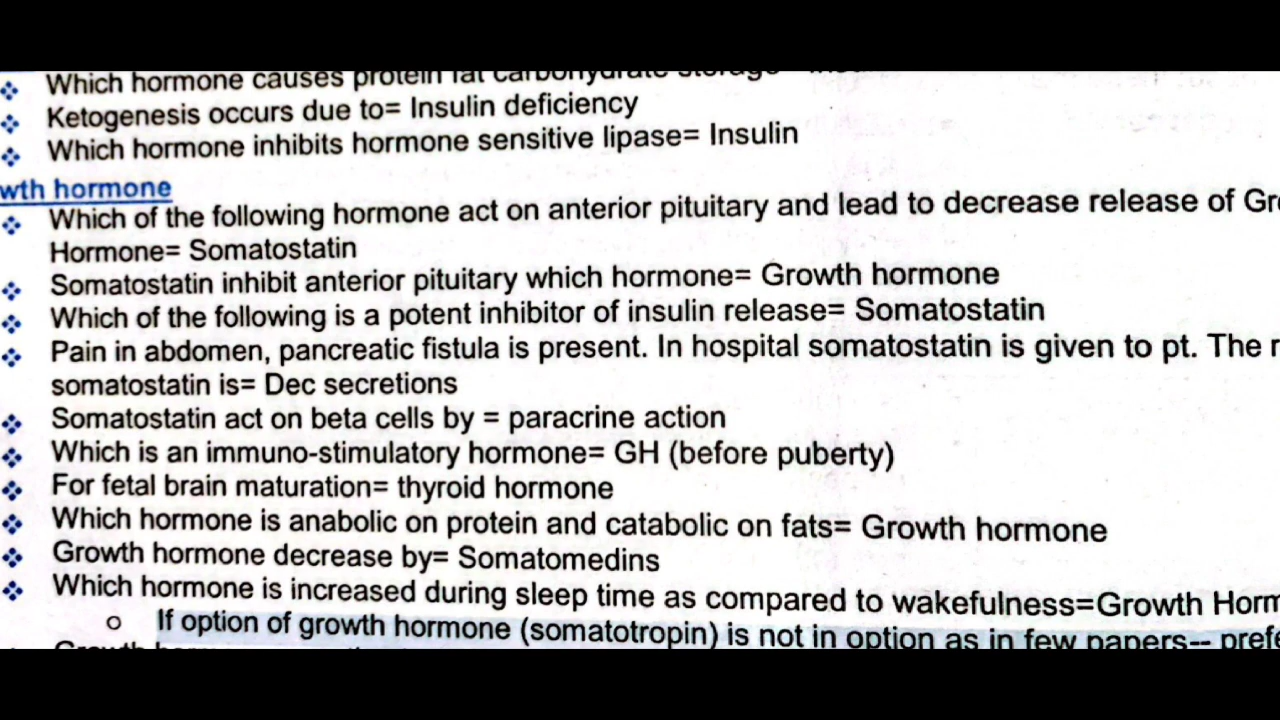 ❖ Which hormone causes protein fat carbohydrate storage
❖ Ketogenesis occurs due to= Insulin deficiency
❖ Which hormone inhibits hormone sensitive lipase= Insulin
wth hormone
❖ Which of the following hormone act on anterior pituitary and lead to decrease release of Gro
Hormone= Somatostatin
❖ Somatostatin inhibit anterior pituitary which hormone= Growth hormone
❖ Which of the following is a potent inhibitor of insulin release= Somatostatin
❖ Pain in abdomen, pancreatic fistula is present. In hospital somatostatin is given to pt. The r
somatostatin is= Dec secretions
❖ Somatostatin act on beta cells by = paracrine action
❖ Which is an immuno-stimulatory hormone= GH (before puberty)
❖ For fetal brain maturation= thyroid hormone
❖ Which hormone is anabolic on protein and catabolic on fats= Growth hormone
❖ Growth hormone decrease by= Somatomedins
❖ Which hormone is increased during sleep time as compared to wakefulness=Growth Horm
o If option of growth hormone (somatotropin) is not in option as in few papers-- prefe
Growth